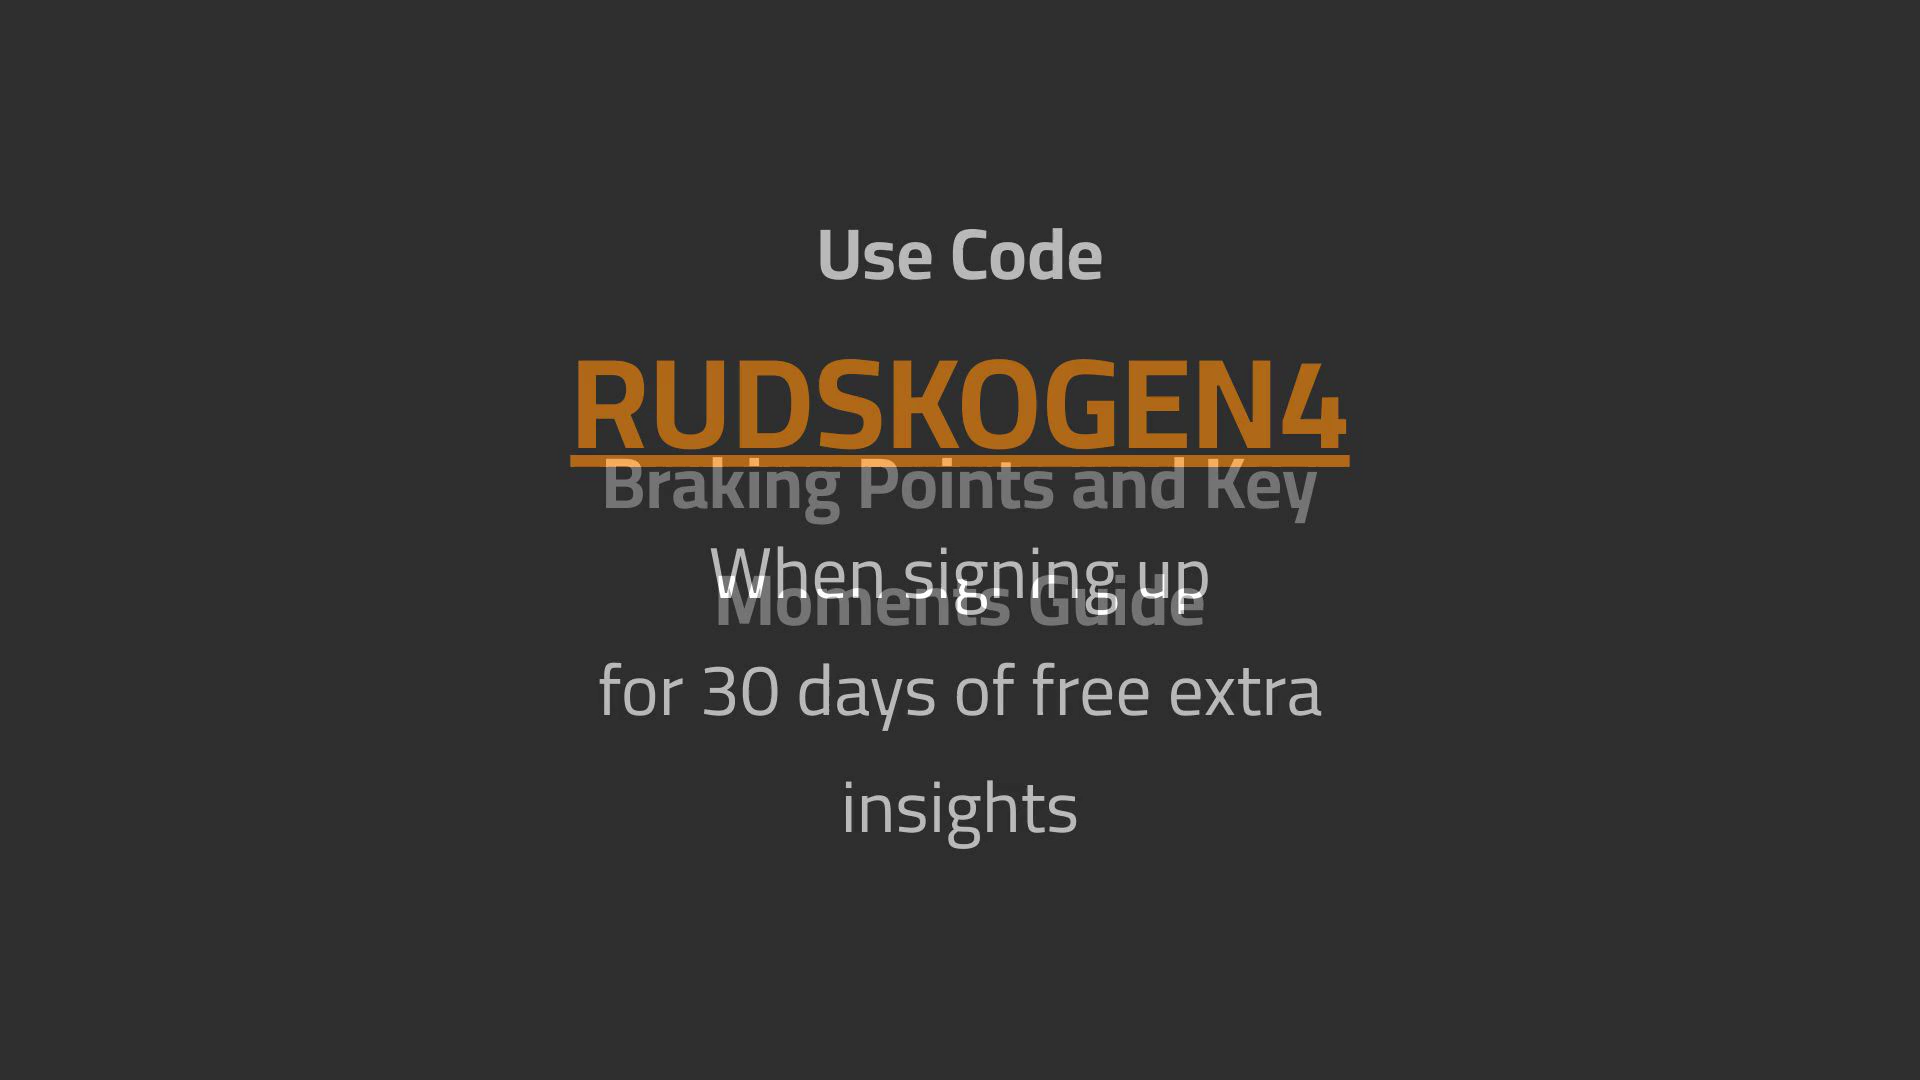 Use Code
RUDSKOGEN4
Braking Points and Key
When signing up
Moments Guide
for 30 days of free extra
insights